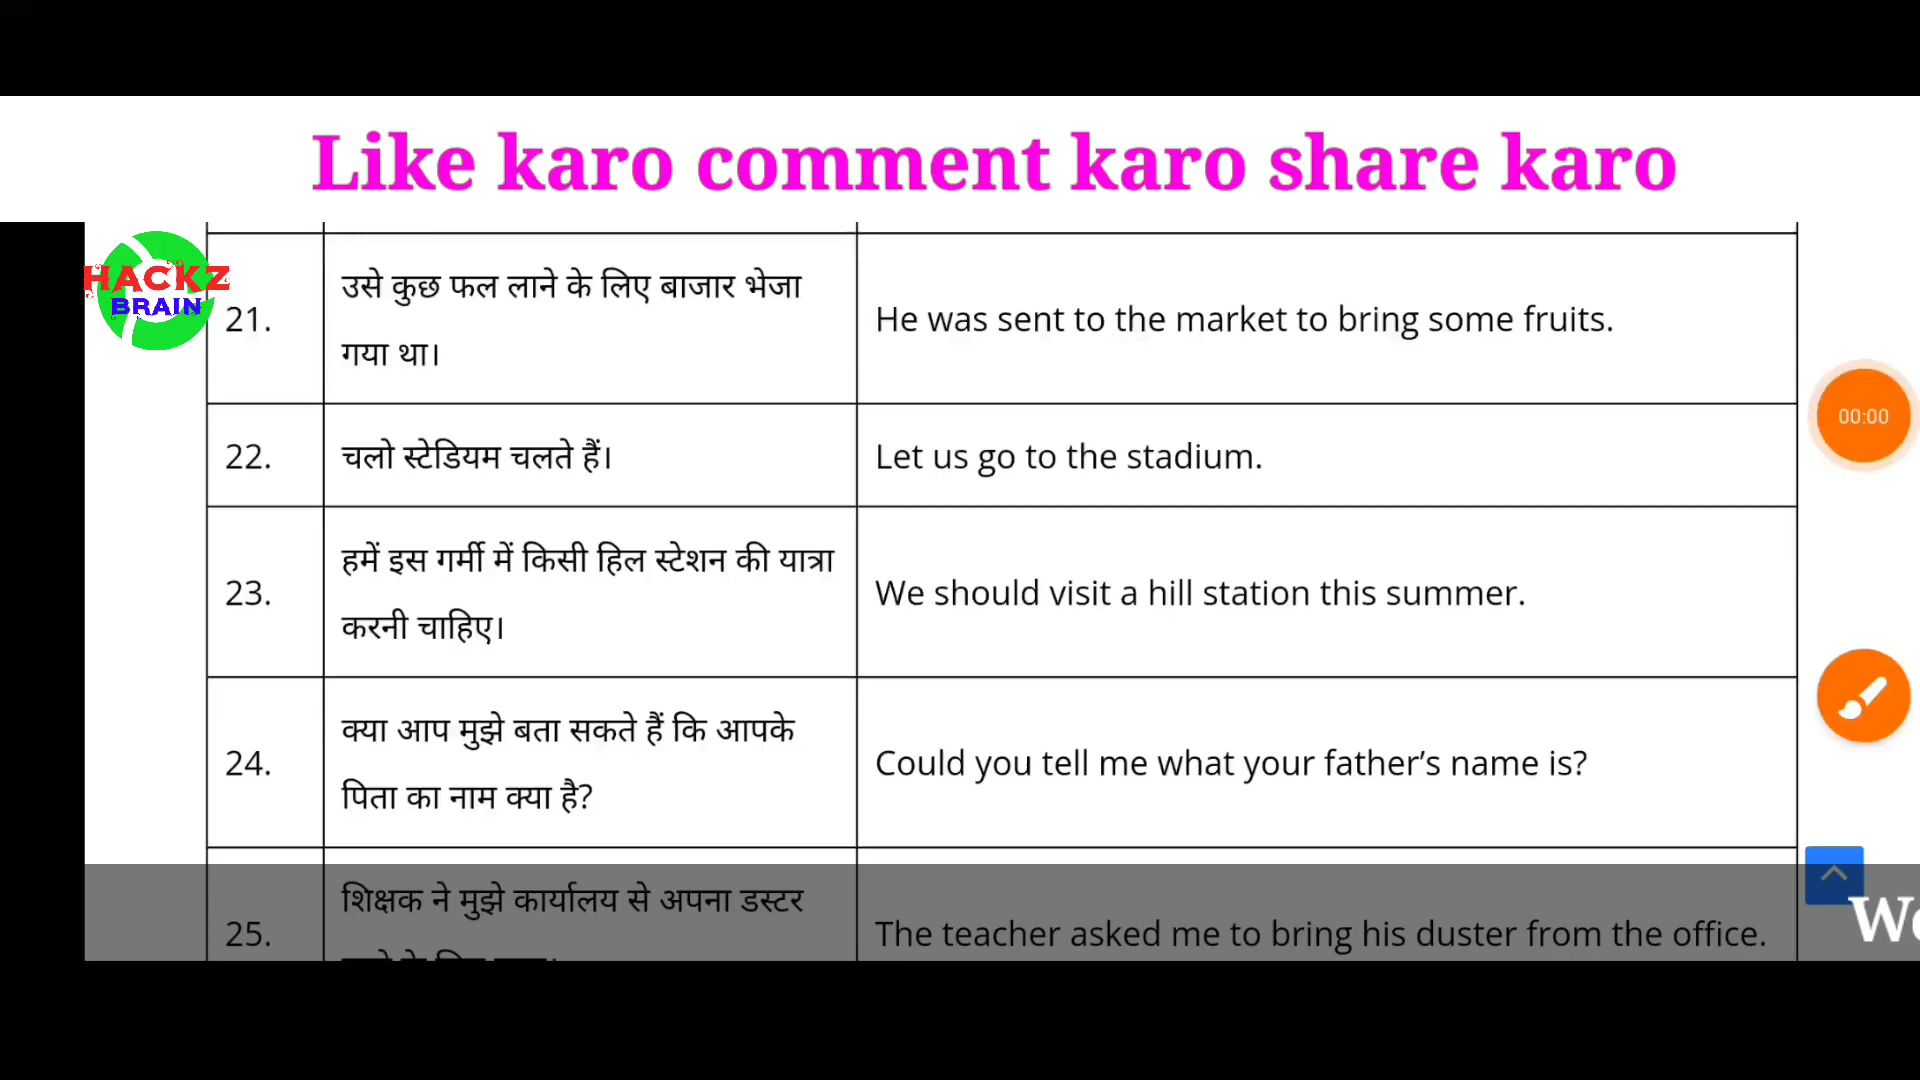 Like karo comment karo share karo
HACKZ
BRAIN
21.
उसे कुछ फल लाने के लिए बाजार भेजा
गया था।
He was sent to the market to bring some fruits.
00:00
22.
चलो स्टेडियम चलते हैं।
Let us go to the stadium.
23.
हमें इस गर्मी में किसी हिल स्टेशन की यात्रा
करनी चाहिए।
We should visit a hill station this summer.
24.
क्या आप मुझे बता सकते हैं कि आपके
पिता का नाम क्या है?
Could you tell me what your father’s name is?
25.
शिक्षक ने मुझे कार्यालय से अपना डस्टर
The teacher asked me to bring his duster from the office.